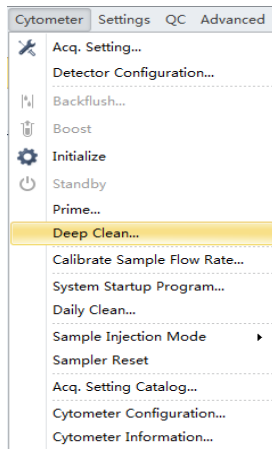 Cytometer Settings QC Advanced
Acq. Setting...
Detector Configuration...
Backflush...
Boost
Initialize
Standby
Prime...
Deep Clean...
Calibrate Sample Flow Rate...
System Startup Program...
Daily Clean...
Sample Injection Mode
Sampler Reset
Acq. Setting Catalog...
Cytometer Configuration...
Cytometer Information...